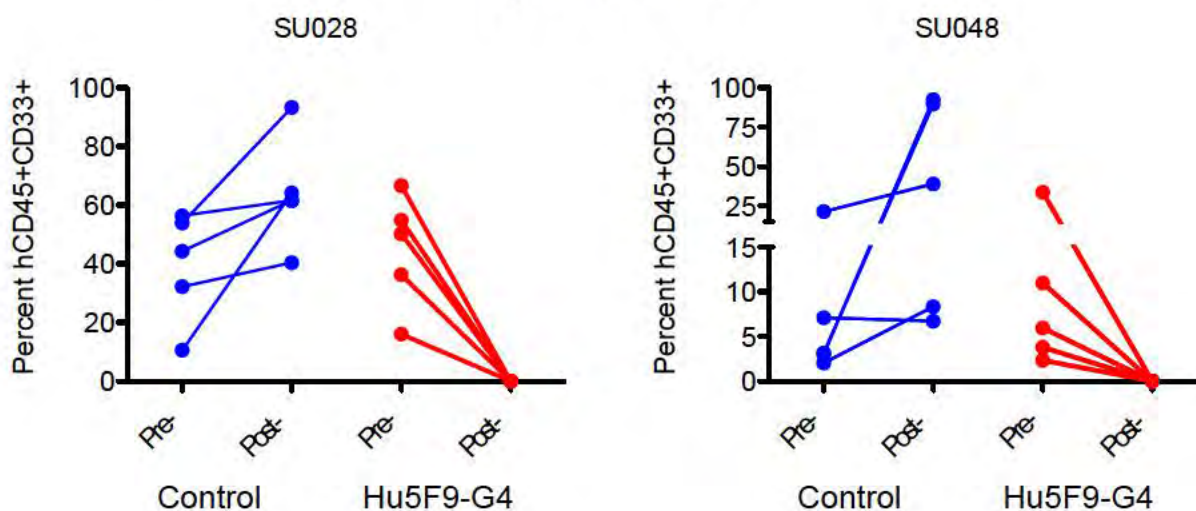 SU028
Percent hCD45+CD33+
100
80
60
40
20
0
Pre-
Post-
Pre-
Post-
Control
Hu5F9-G4
SU048
Percent hCD45+CD33+
100
75
50
25
15
10
5
0
Pre-
Post-
Pre-
Post-
Control
Hu5F9-G4